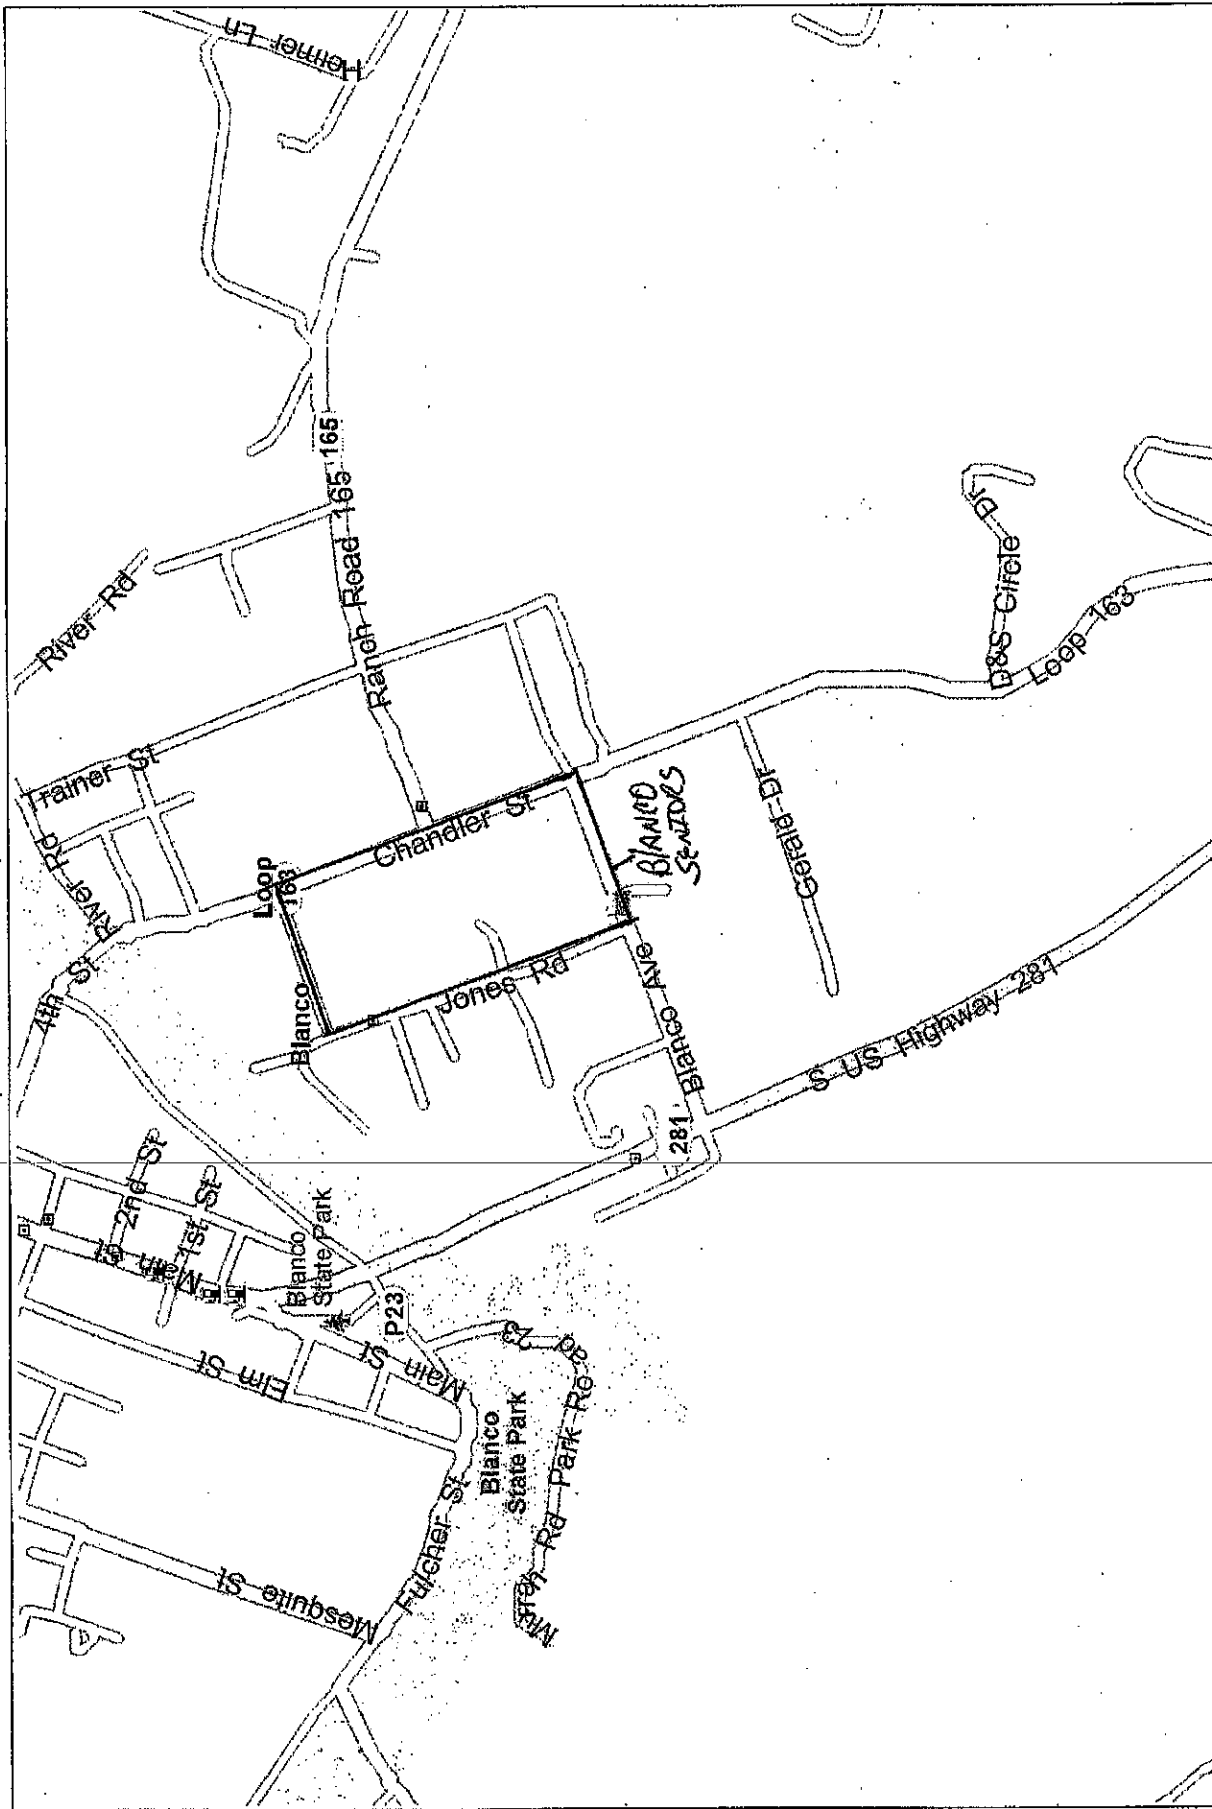 Heimer Ln
165
Ranch Road 165
River Rd
Trainer St
River Rd
4th St
Loop
163
Chandler St
BLANCO
SENIORS
D&S Circle Dr
Loop 163
Gerald Dr
Blanco
Jones Rd
Blanco Ave
S US Highway 281
281
2nd St
1st St
Main St
Blanco
State Park
P23
Main St
Elm St
Blanco
State Park
Park Road 23
Rd
Fulcher St
Mesquite St